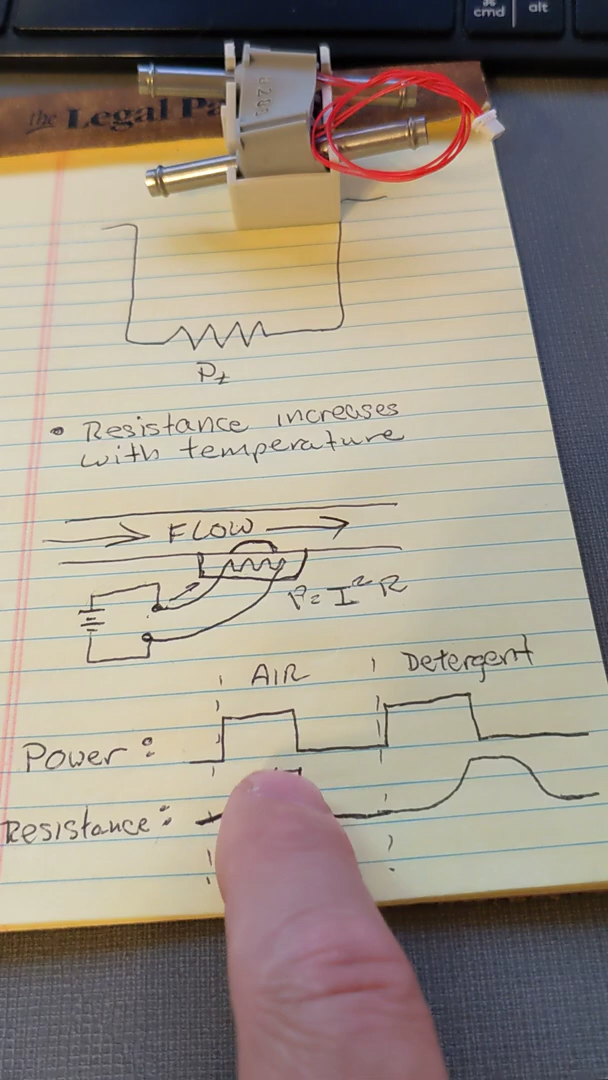 ⌘
cmd
alt
the Legal Pa
Pt
• Resistance increases
with temperature
FLOW
P=I²R
AIR
Detergent
Power:
Resistance: